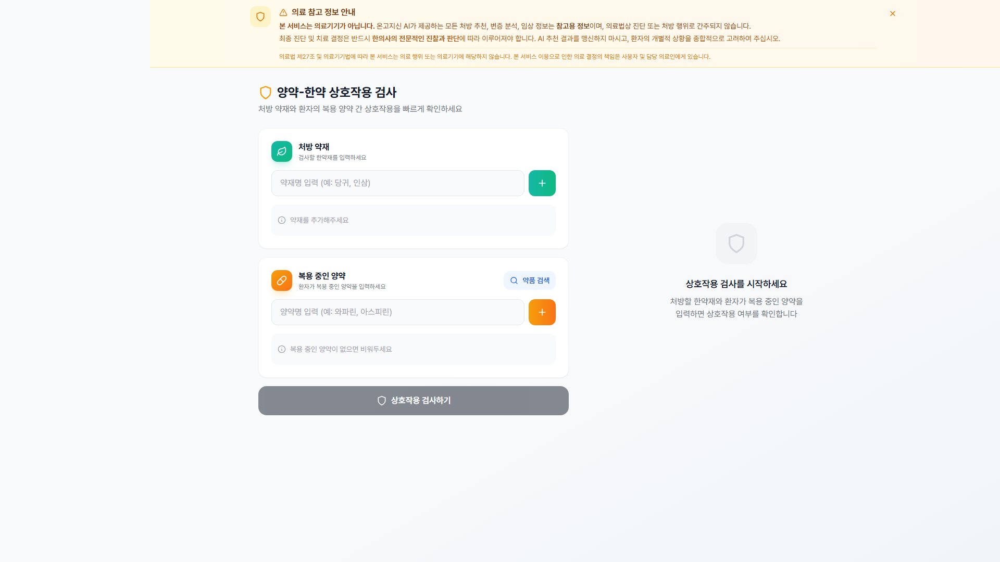 의료 참고 정보 안내
본 서비스는 의료기기가 아닙니다. 온고지신 AI가 제공하는 모든 처방 추천, 변증 분석, 임상 정보는 참고용 정보이며, 의료법상 진단 또는 처방 행위로 간주되지 않습니다.
최종 진단 및 치료 결정은 반드시 한의사의 전문적인 진찰과 판단에 따라 이루어져야 합니다. AI 추천 결과를 맹신하지 마시고, 환자의 개별적 상황을 종합적으로 고려하여 주십시오.
의료법 제27조 및 의료기기법에 따라 본 서비스는 의료 행위 또는 의료기기에 해당하지 않습니다. 본 서비스 이용으로 인한 의료 결정의 책임은 사용자 및 담당 의료인에게 있습니다.
양약-한약 상호작용 검사
처방 약재와 환자의 복용 양약 간 상호작용을 빠르게 확인하세요
처방 약재
검사할 한약재를 입력하세요
약재명 입력 (예: 당귀, 인삼)
약재를 추가해주세요
복용 중인 양약
환자가 복용 중인 양약을 입력하세요
약품 검색
양약명 입력 (예: 와파린, 아스피린)
복용 중인 양약이 없으면 비워두세요
상호작용 검사하기
상호작용 검사를 시작하세요
처방할 한약재와 환자가 복용 중인 양약을
입력하면 상호작용 여부를 확인합니다